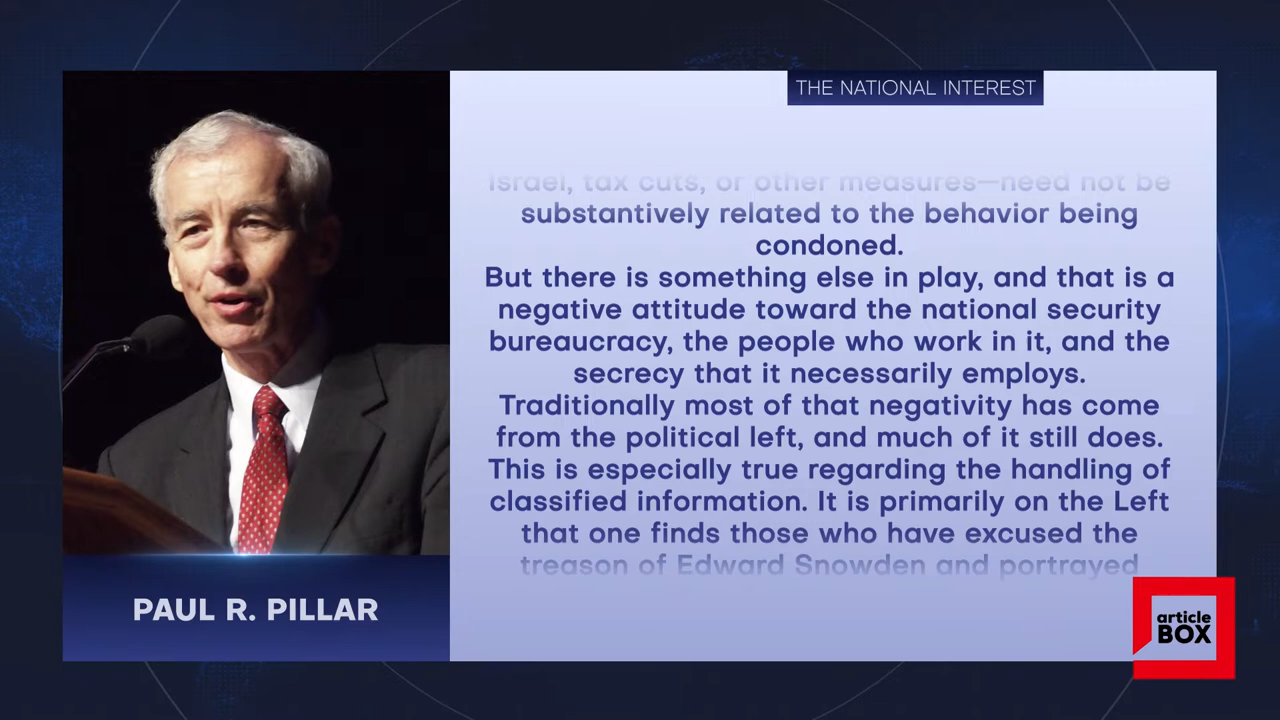 THE NATIONAL INTEREST
Israel, tax cuts, or other measures—need not be
substantively related to the behavior being
condoned.
But there is something else in play, and that is a
negative attitude toward the national security
bureaucracy, the people who work in it, and the
secrecy that it necessarily employs.
Traditionally most of that negativity has come
from the political left, and much of it still does.
This is especially true regarding the handling of
classified information. It is primarily on the Left
that one finds those who have excused the
treason of Edward Snowden and portrayed
PAUL R. PILLAR
article
BOX